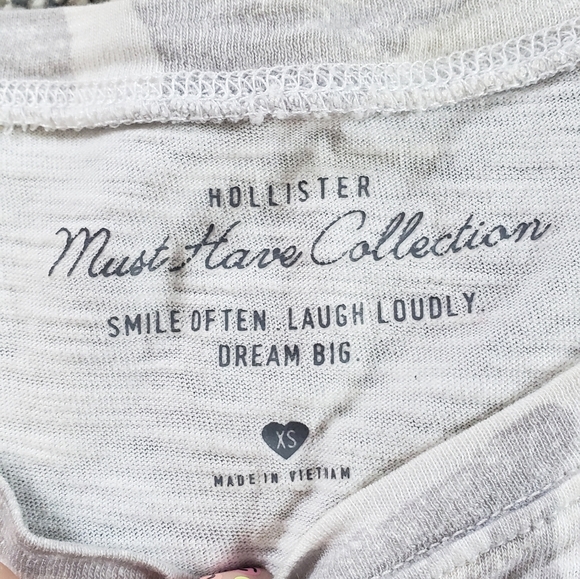 HOLLISTER
Must Have Collection
SMILE OFTEN. LAUGH LOUDLY.
DREAM BIG.
XS
MADE IN VIETNAM